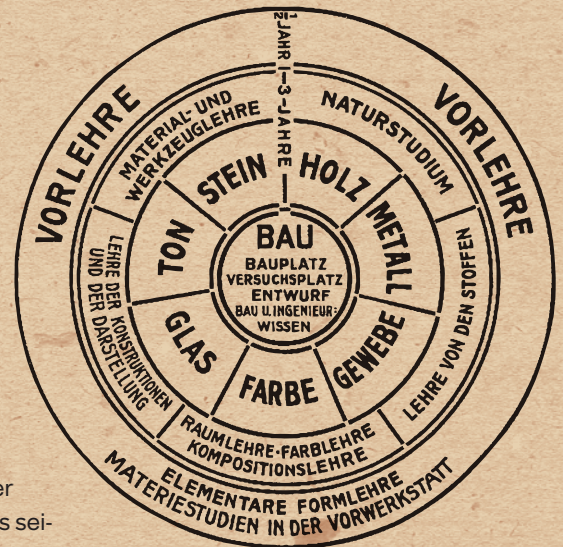 ½ JAHR
3 JAHRE
VORLEHRE
VORLEHRE
MATERIAL- UND
WERKZEUGLEHRE
NATURSTUDIUM
LEHRE DER KONSTRUKTIONEN
UND DER DARSTELLUNG
LEHRE VON DEN STOFFEN
RAUMLEHRE·FARBLEHRE
KOMPOSITIONSLEHRE
STEIN
HOLZ
TON
METALL
GLAS
FARBE
GEWEBE
BAU
BAUPLATZ
VERSUCHSPLATZ
ENTWURF
BAU U. INGENIEUR:
WISSEN
ELEMENTARE FORMLEHRE
MATERIESTUDIEN IN DER VORWERKSTATT
er
s sei-